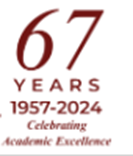 67
YEARS
1957-2024
Celebrating
Academic Excellence